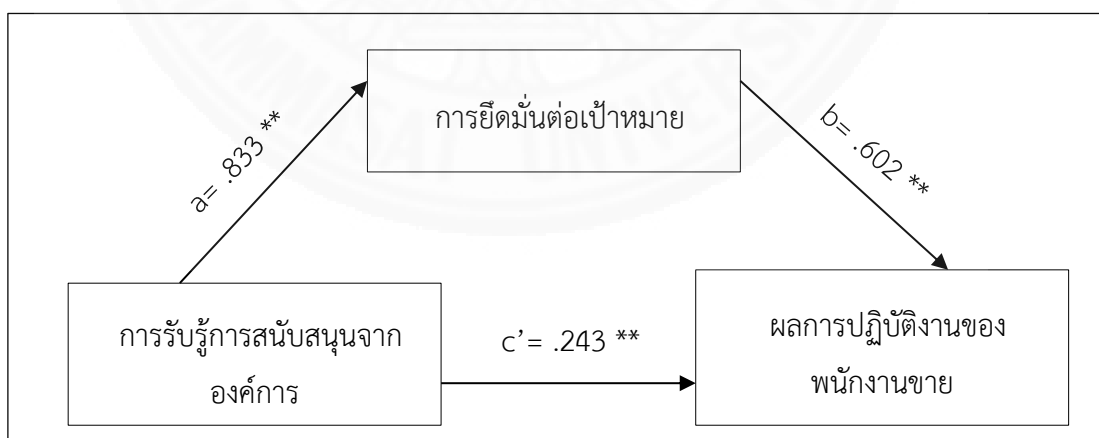 การยึดมั่นต่อเป้าหมาย
a= .833 **
b= .602 **
การรับรู้การสนับสนุนจาก
องค์การ
c’= .243 **
ผลการปฏิบัติงานของ
พนักงานขาย